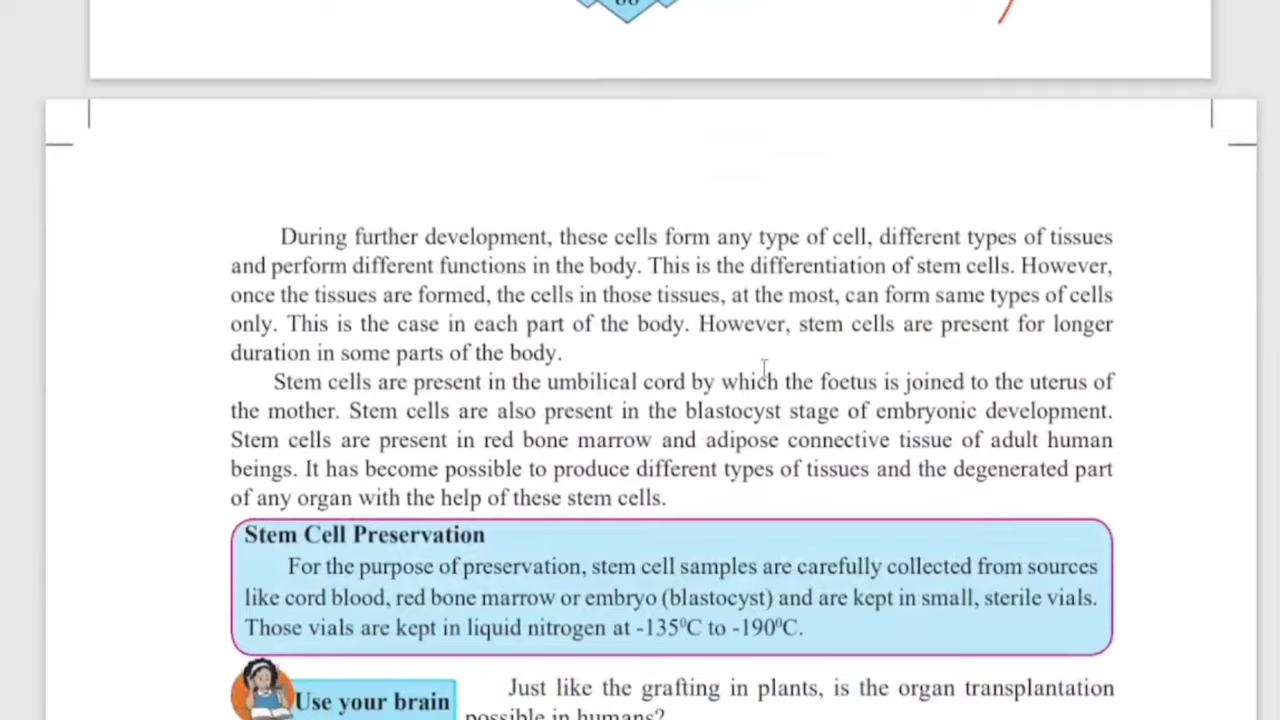 During further development, these cells form any type of cell, different types of tissues
and perform different functions in the body. This is the differentiation of stem cells. However,
once the tissues are formed, the cells in those tissues, at the most, can form same types of cells
only. This is the case in each part of the body. However, stem cells are present for longer
duration in some parts of the body.
Stem cells are present in the umbilical cord by which the foetus is joined to the uterus of
the mother. Stem cells are also present in the blastocyst stage of embryonic development.
Stem cells are present in red bone marrow and adipose connective tissue of adult human
beings. It has become possible to produce different types of tissues and the degenerated part
of any organ with the help of these stem cells.
Stem Cell Preservation
For the purpose of preservation, stem cell samples are carefully collected from sources
like cord blood, red bone marrow or embryo (blastocyst) and are kept in small, sterile vials.
Those vials are kept in liquid nitrogen at -135⁰C to -190⁰C.
Use your brain
Just like the grafting in plants, is the organ transplantation
possible in humans?